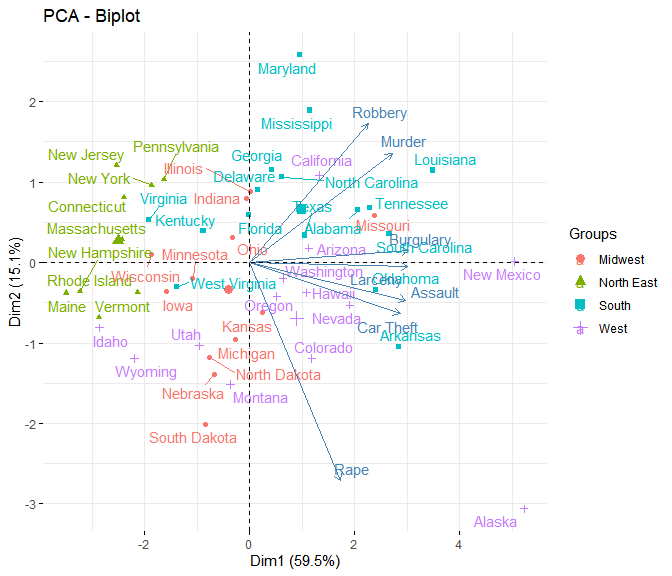 PCA - Biplot
Maryland
Robbery
Mississippi
Murder
New Jersey
Pennsylvania
Georgia
California
Louisiana
Illinois
New York
Delaware
North Carolina
Connecticut
Virginia
Indiana
Texas
Tennessee
Kentucky
Massachusetts
Florida
Alabama
Missouri
Burgulary
New Hampshire
Minnesota
Ohio
Arizona
South Carolina
Wisconsin
Washington
New Mexico
Rhode Island
West Virginia
Larceny
Oklahoma
Maine
Vermont
Iowa
Oregon
Hawaii
Assault
Kansas
Nevada
Car Theft
Idaho
Utah
Arkansas
Michigan
Colorado
Wyoming
North Dakota
Nebraska
Montana
South Dakota
Rape
Alaska
Dim2 (15.1%)
2
1
0
-1
-2
-3
-2
0
2
4
Dim1 (59.5%)
Groups
Midwest
North East
South
West